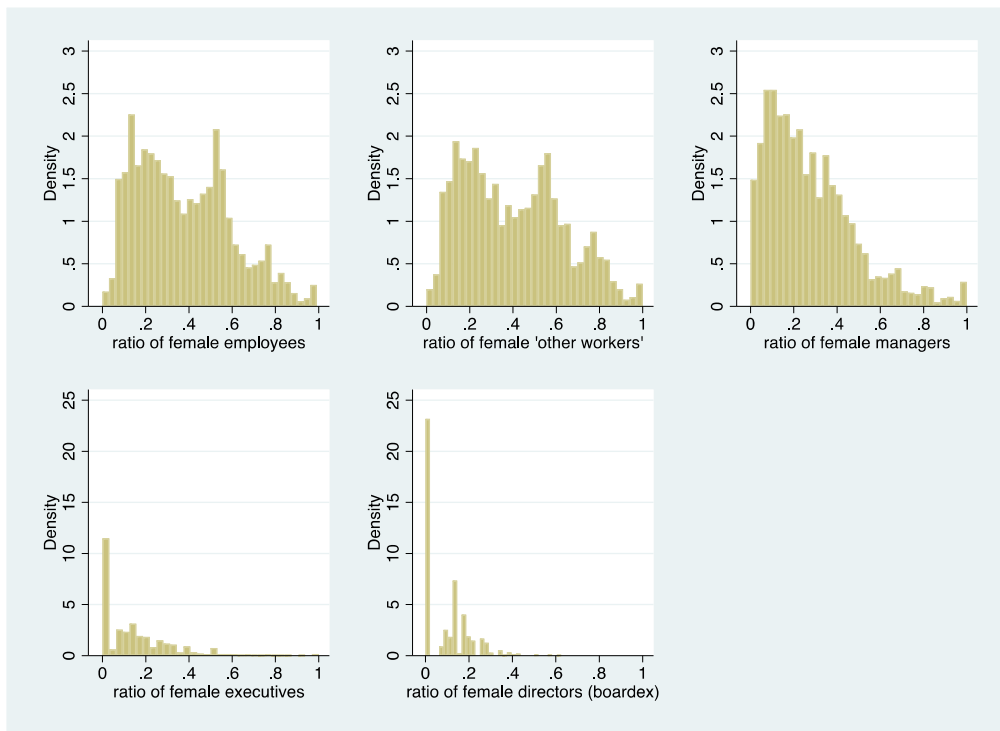 Density
0 .5 1 1.5 2 2.5 3
0 .2 .4 .6 .8 1
ratio of female employees
Density
0 .5 1 1.5 2 2.5 3
0 .2 .4 .6 .8 1
ratio of female 'other workers'
Density
0 .5 1 1.5 2 2.5 3
0 .2 .4 .6 .8 1
ratio of female managers
Density
0 5 10 15 20 25
0 .2 .4 .6 .8 1
ratio of female executives
Density
0 5 10 15 20 25
0 .2 .4 .6 .8 1
ratio of female directors (boardex)